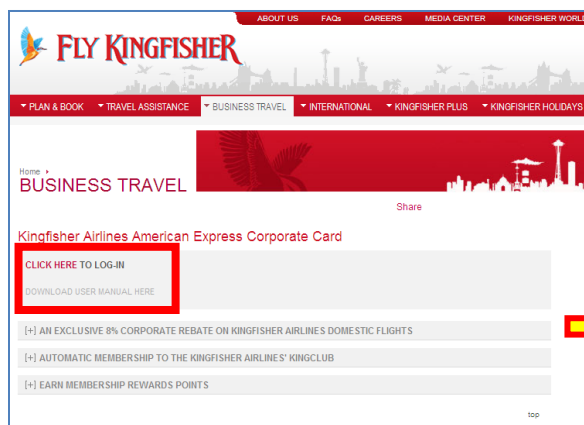 ABOUT US FAQs CAREERS MEDIA CENTER KINGFISHER WORLD
FLY KINGFISHER
PLAN & BOOK TRAVEL ASSISTANCE BUSINESS TRAVEL INTERNATIONAL KINGFISHER PLUS KINGFISHER HOLIDAYS
Home
BUSINESS TRAVEL
Share
Kingfisher Airlines American Express Corporate Card
CLICK HERE TO LOG-IN
DOWNLOAD USER MANUAL HERE
[+] AN EXCLUSIVE 8% CORPORATE REBATE ON KINGFISHER AIRLINES DOMESTIC FLIGHTS
[+] AUTOMATIC MEMBERSHIP TO THE KINGFISHER AIRLINES' KINGCLUB
[+] EARN MEMBERSHIP REWARDS POINTS
top